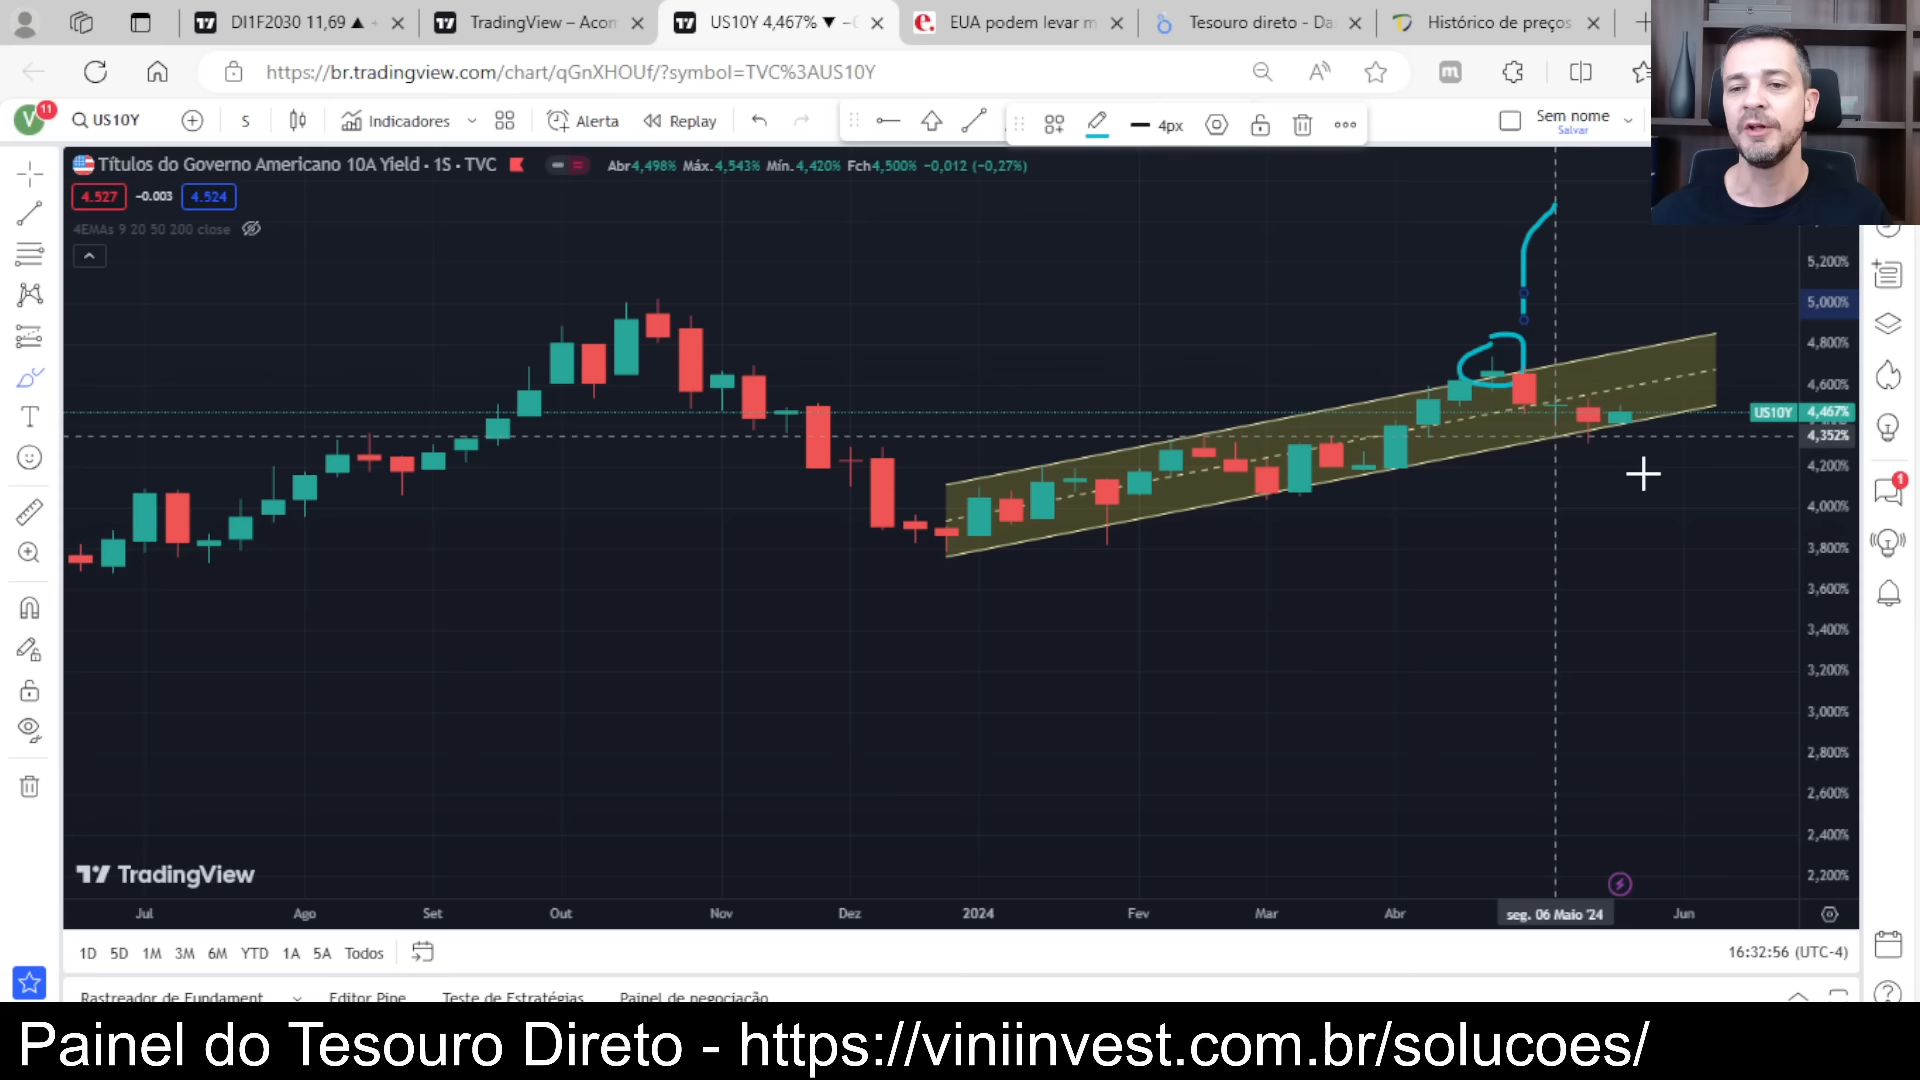 DI1F2030 11,69 ▲
TradingView – Acom
US10Y 4,467% ▼
EUA podem levar m
Tesouro direto - Da
Histórico de preços
https://br.tradingview.com/chart/qGnXHOUf/?symbol=TVC%3AUS10Y
V 11
US10Y
S
Indicadores
Alerta
Replay
4px
Sem nome
Salvar
Títulos do Governo Americano 10A Yield · 1S · TVC
Abr4,498% Máx.4,543% Mín.4,420% Fch4,500% −0,012 (−0,27%)
4.527 −0.003 4.524
4EMAs 9 20 50 200 close
5,200%
5,000%
4,800%
4,600%
US10Y 4,467%
4,352%
4,200%
4,000%
3,800%
3,600%
3,400%
3,200%
3,000%
2,800%
2,600%
2,400%
2,200%
1
TradingView
Jul Ago Set Out Nov Dez 2024 Fev Mar Abr seg. 06 Maio '24 Jun
1D 5D 1M 3M 6M YTD 1A 5A Todos
16:32:56 (UTC-4)
Rastreador de Fundament Editor Pine Teste de Estratégias Painel de negociação
Painel do Tesouro Direto - https://viniinvest.com.br/solucoes/